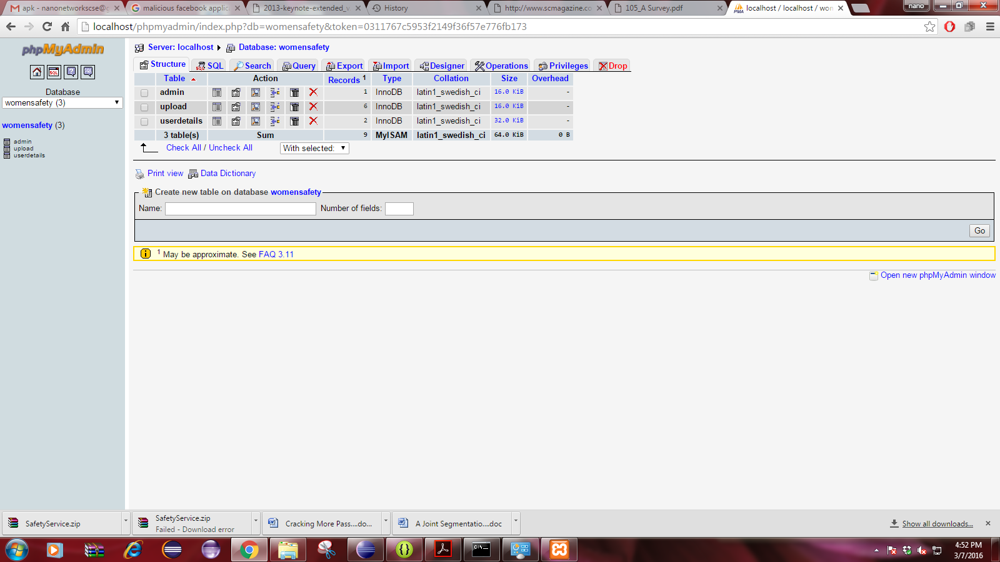 apk - nanonetworkscse@g
malicious facebook applica
2013-keynote-extended_v
History
http://www.scmagazine.co
105_A Survey.pdf
localhost / localhost / wom
nano
localhost/phpmyadmin/index.php?db=womensafety&token=0311767c5953f2149f36f57e776fb173
phpMyAdmin
SQL
Database
womensafety (3)
womensafety (3)
admin
upload
userdetails
Server: localhost Database: womensafety
Structure SQL Search Query Export Import Designer Operations Privileges Drop
Table Action Records 1 Type Collation Size Overhead
admin 1 InnoDB latin1_swedish_ci 16.0 KiB -
upload 6 InnoDB latin1_swedish_ci 16.0 KiB -
userdetails 2 InnoDB latin1_swedish_ci 32.0 KiB -
3 table(s) Sum 9 MyISAM latin1_swedish_ci 64.0 KiB 0 B
Check All / Uncheck All With selected:
Print view Data Dictionary
Create new table on database womensafety
Name: Number of fields:
Go
1 May be approximate. See FAQ 3.11
Open new phpMyAdmin window
SafetyService.zip
SafetyService.zip
Failed - Download error
Cracking More Pass....do...
A Joint Segmentatio....doc
Show all downloads...
4:52 PM
3/7/2016